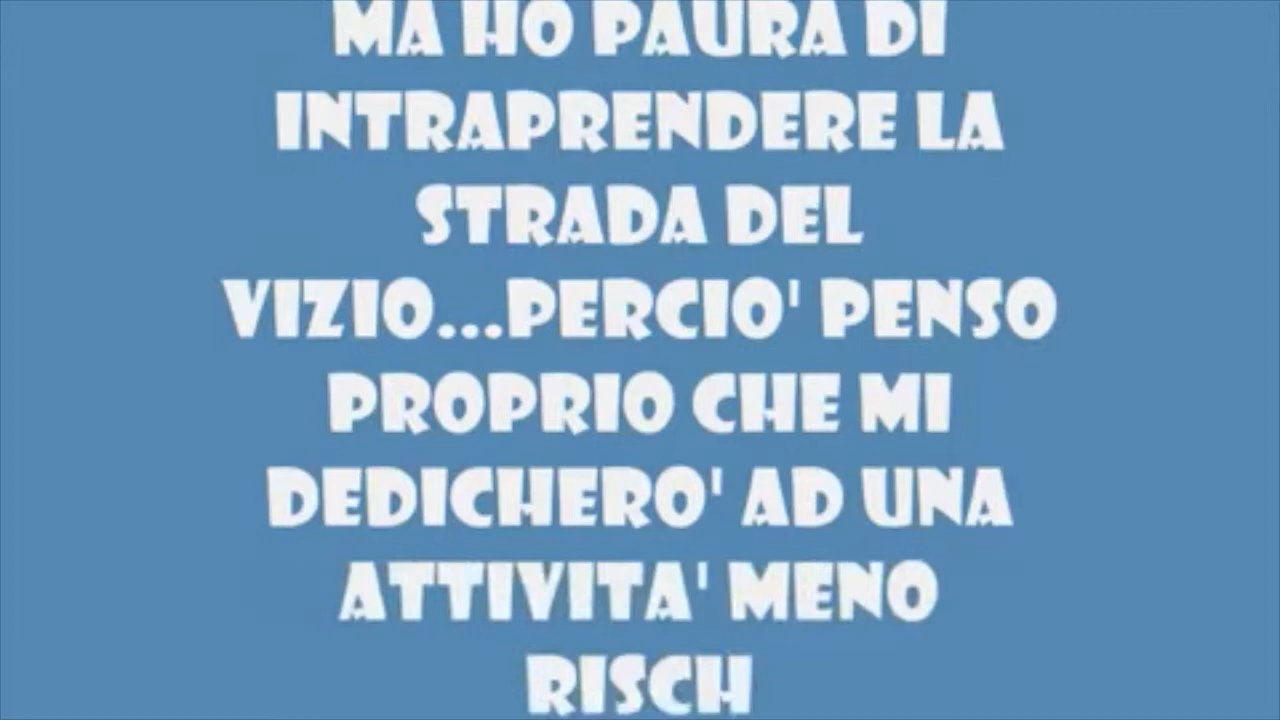 MA HO PAURA DI
INTRAPRENDERE LA
STRADA DEL
VIZIO...PERCIO' PENSO
PROPRIO CHE MI
DEDICHERO' AD UNA
ATTIVITA' MENO
RISCH